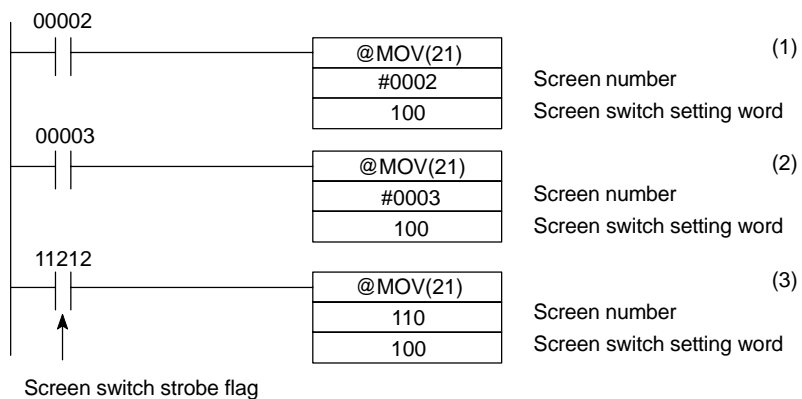 00002
@MOV(21) (1)
#0002 Screen number
100 Screen switch setting word
00003
@MOV(21) (2)
#0003 Screen number
100 Screen switch setting word
11212
@MOV(21) (3)
110 Screen number
100 Screen switch setting word
Screen switch strobe flag